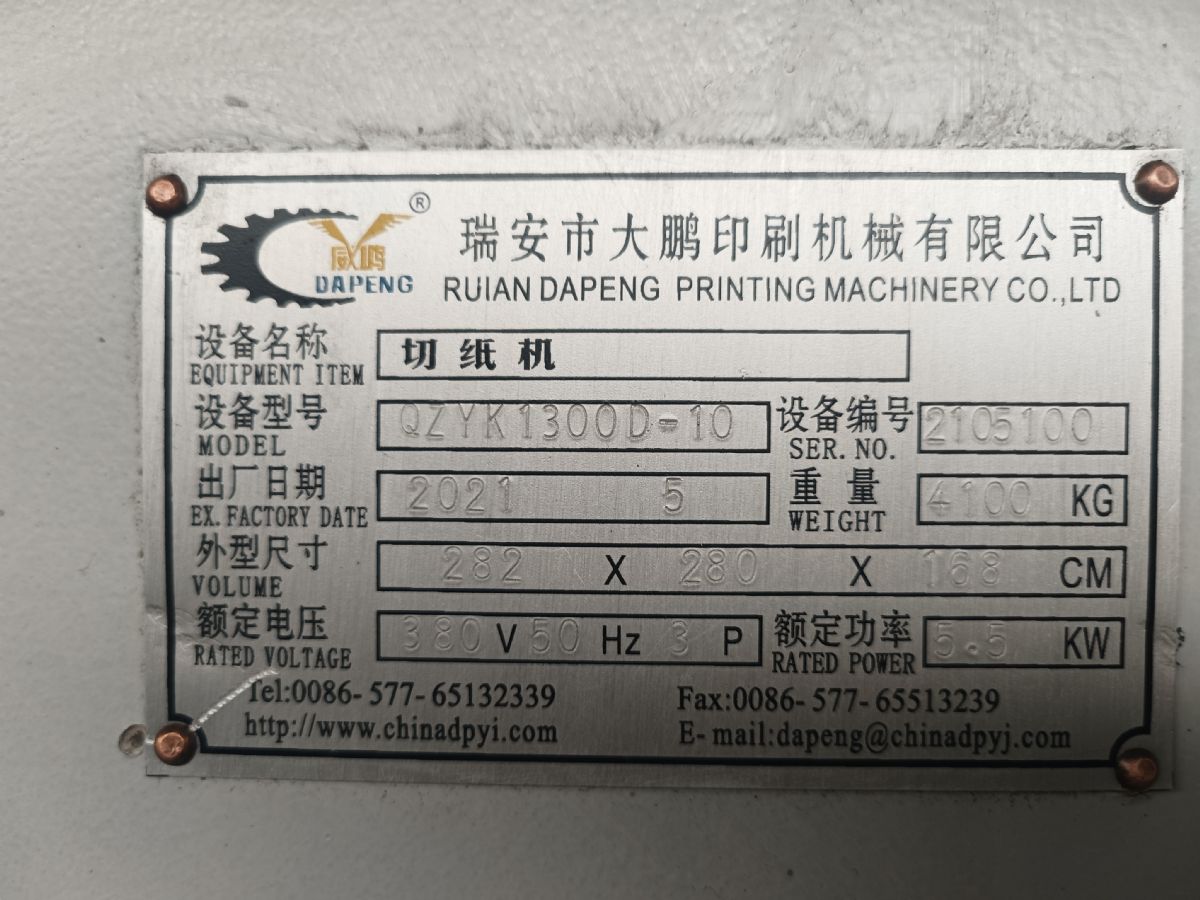 威鹏
DAPENG ®
瑞安市大鹏印刷机械有限公司
RUIAN DAPENG PRINTING MACHINERY CO.,LTD
设备名称 切纸机
EQUIPMENT ITEM
设备型号 QZYK1300D-10 设备编号 2105100
MODEL SER. NO.
出厂日期 2021 5 重量 4100 KG
EX. FACTORY DATE WEIGHT
外型尺寸 282 X 280 X 168 CM
VOLUME
额定电压 380 V 50 Hz 3 P 额定功率 5.5 KW
RATED VOLTAGE RATED POWER
Tel:0086-577-65132339 Fax:0086-577-65513239
http://www.chinadpyi.com E-mail:dapeng@chinadpyj.com